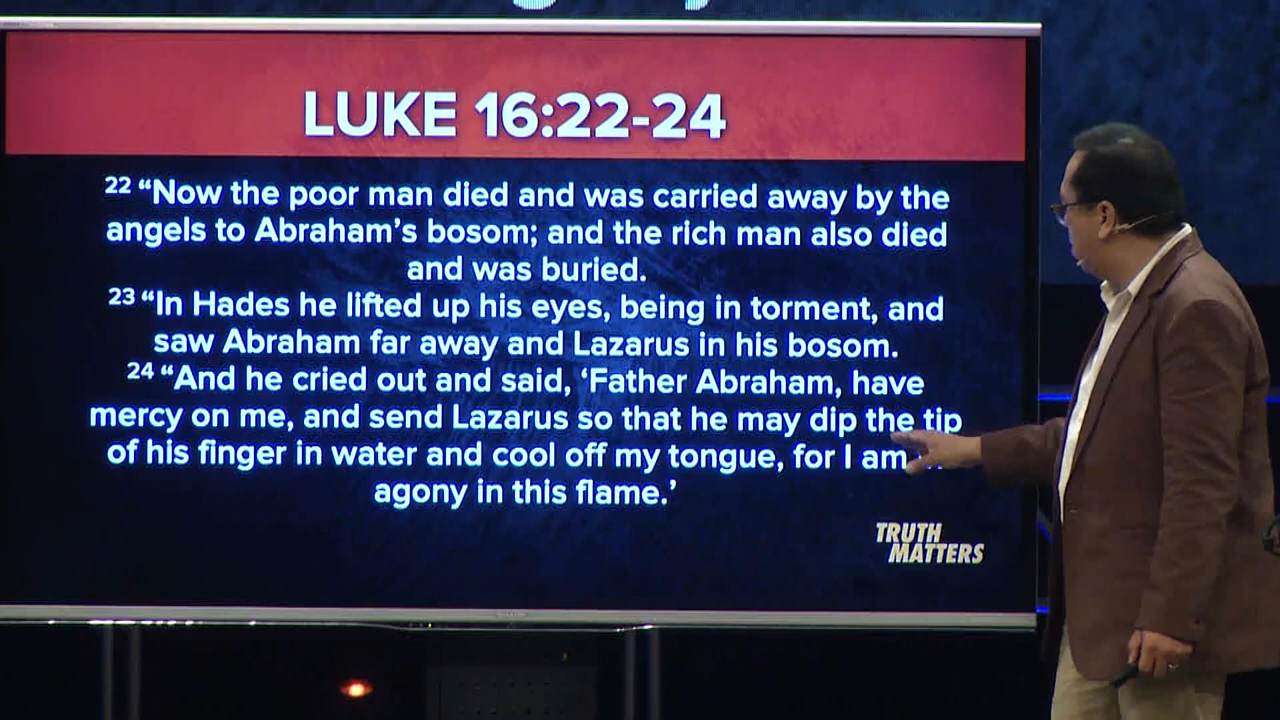 LUKE 16:22-24
22 “Now the poor man died and was carried away by the
angels to Abraham’s bosom; and the rich man also died
and was buried.
23 “In Hades he lifted up his eyes, being in torment, and
saw Abraham far away and Lazarus in his bosom.
24 “And he cried out and said, ‘Father Abraham, have
mercy on me, and send Lazarus so that he may dip the tip
of his finger in water and cool off my tongue, for I am
agony in this flame.’
TRUTH
MATTERS